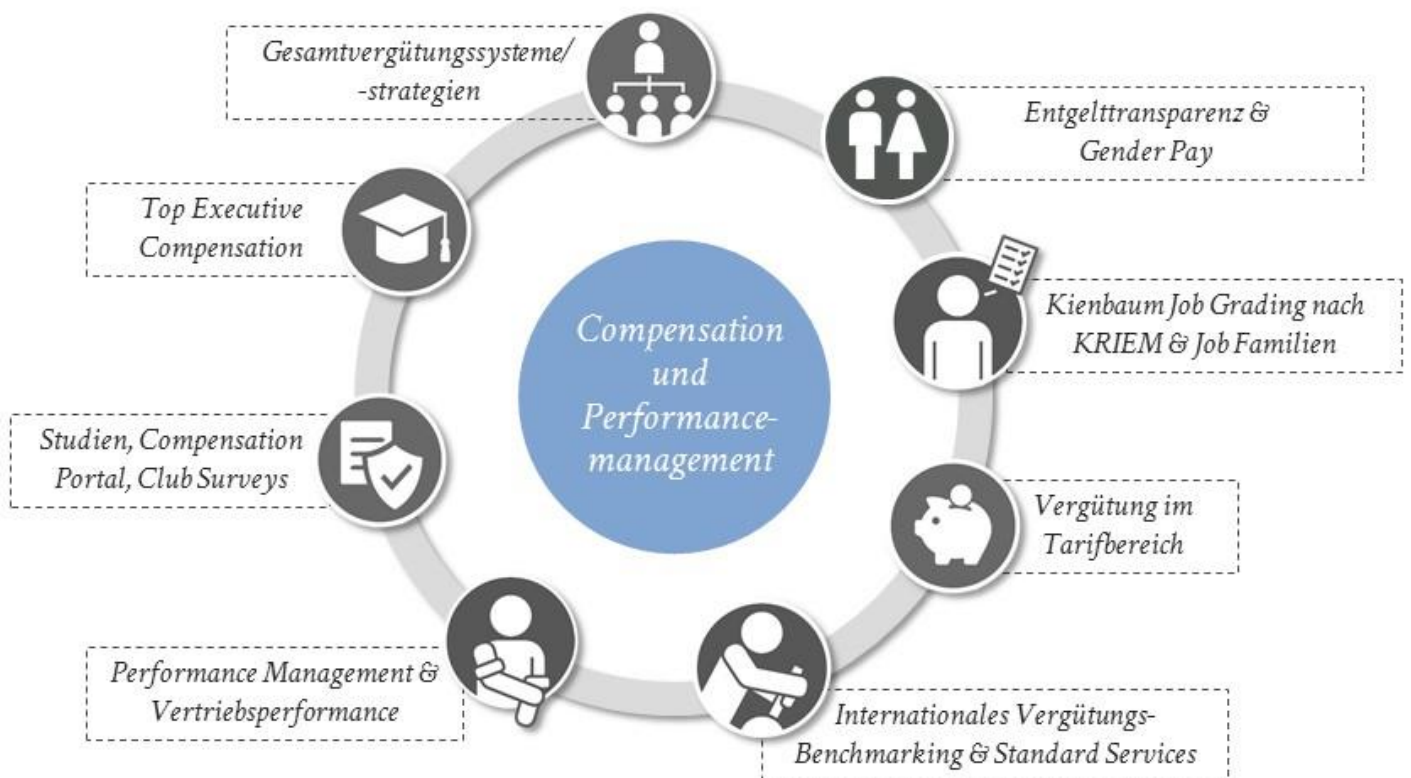 Gesamtvergütungssysteme/
-strategien
Entgelttransparenz &
Gender Pay
Top Executive
Compensation
Kienbaum Job Grading nach
KRIEM & Job Familien
Compensation
und
Performance-
management
Studien, Compensation
Portal, Club Surveys
Vergütung im
Tarifbereich
Performance Management &
Vertriebsperformance
Internationales Vergütungs-
Benchmarking & Standard Services